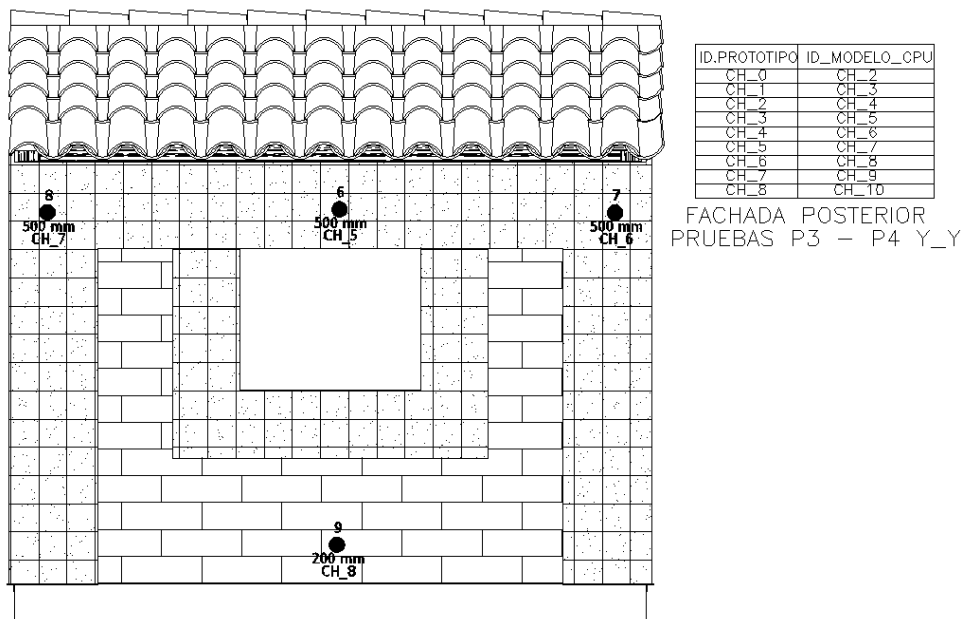 ID.PROTOTIPO ID_MODELO_CPU
CH_0 CH_2
CH_1 CH_3
CH_2 CH_4
CH_3 CH_5
CH_4 CH_6
CH_5 CH_7
CH_6 CH_8
CH_7 CH_9
CH_8 CH_10
FACHADA POSTERIOR
PRUEBAS P3 – P4 Y_Y
8
500 mm
CH_7
6
500 mm
CH_5
7
500 mm
CH_6
9
200 mm
CH_8